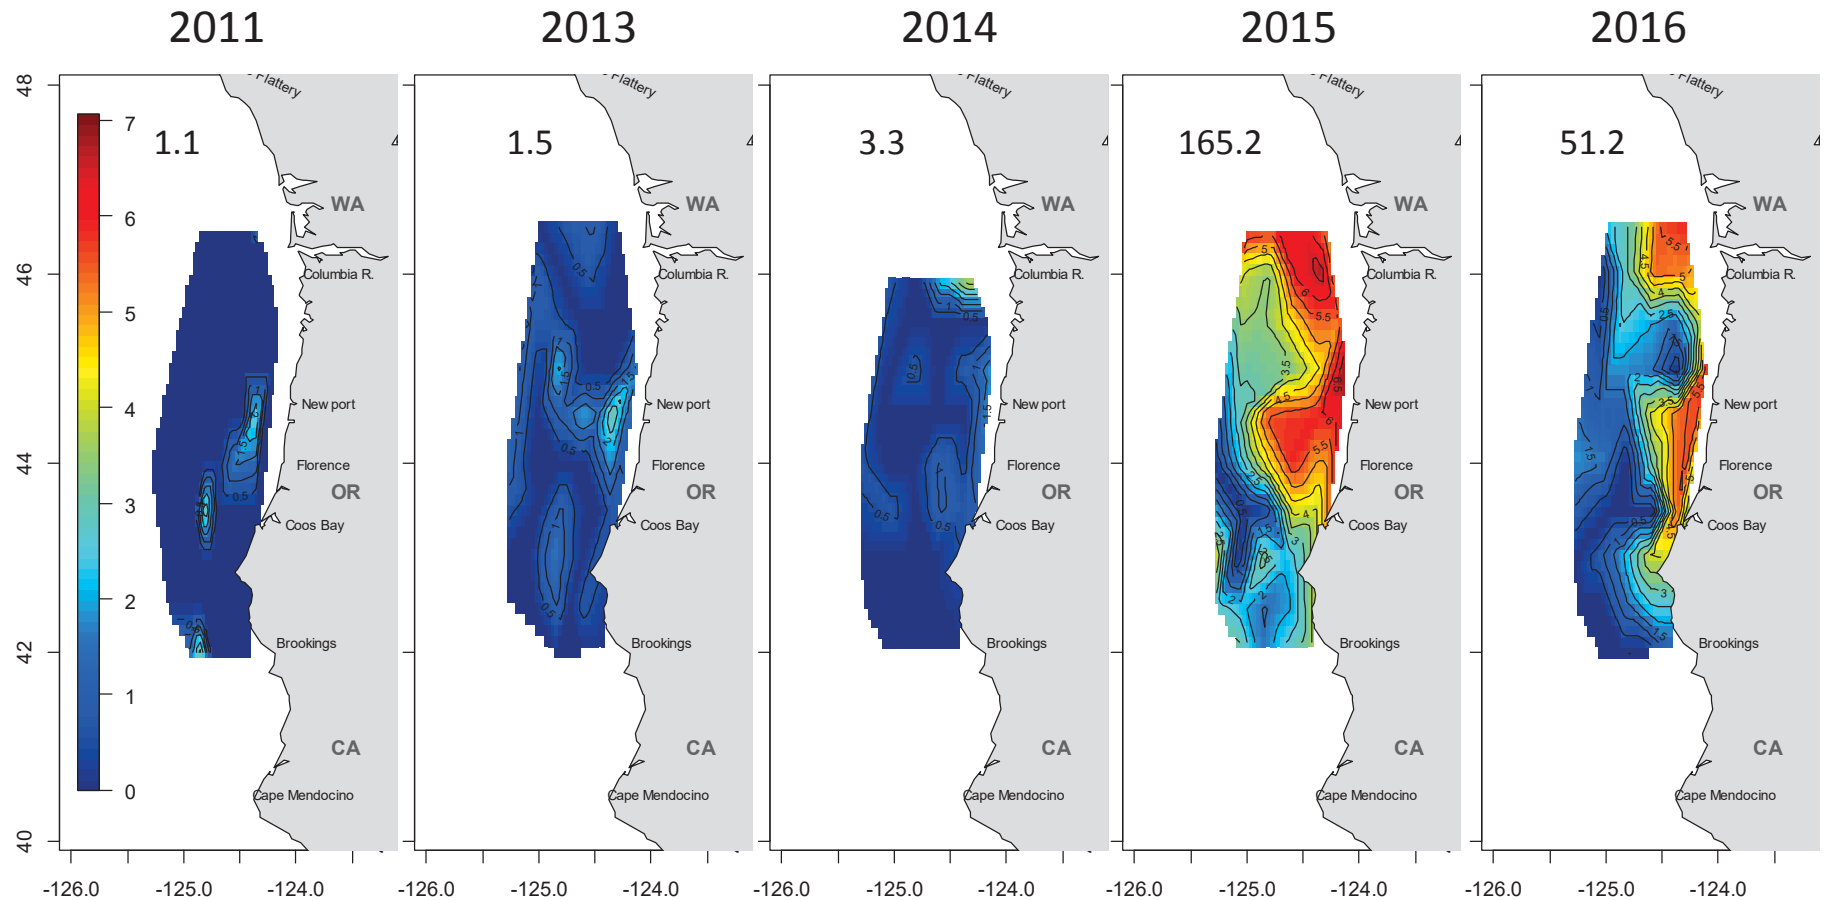 2011 2013 2014 2015 2016
Flattery Flattery Flattery Flattery Flattery
48
7
1.1 1.5 3.3 165.2 51.2
WA WA WA WA WA
6
46
Columbia R. Columbia R. Columbia R. Columbia R. Columbia R.
5
New port New port New port New port New port
4
44
Florence Florence Florence Florence Florence
OR OR OR OR OR
3
Coos Bay Coos Bay Coos Bay Coos Bay Coos Bay
2
42
Brookings Brookings Brookings Brookings Brookings
1
CA CA CA CA CA
0
Cape Mendocino Cape Mendocino Cape Mendocino Cape Mendocino Cape Mendocino
40
-126.0 -125.0 -124.0 -126.0 -125.0 -124.0 -126.0 -125.0 -124.0 -126.0 -125.0 -124.0 -126.0 -125.0 -124.0